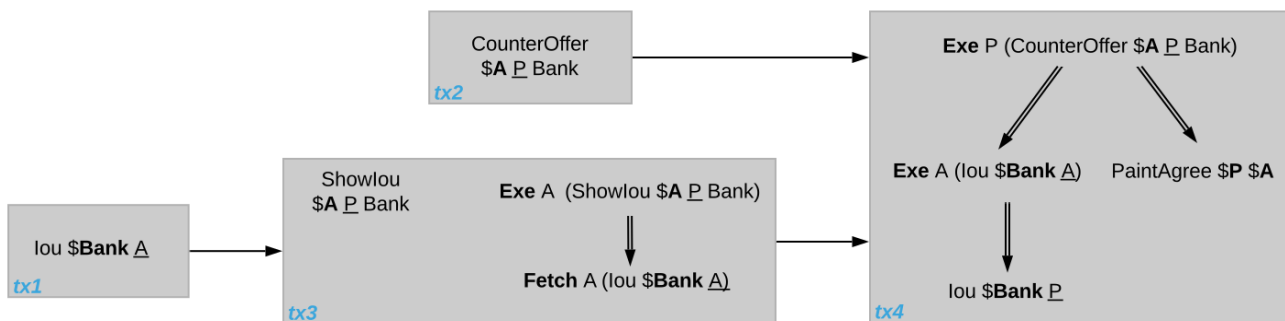 CounterOffer
$A P Bank
tx2
Exe P (CounterOffer $A P Bank)
Exe A (Iou $Bank A)
PaintAgree $P $A
Iou $Bank P
tx4
ShowIou
$A P Bank
Exe A (ShowIou $A P Bank)
Fetch A (Iou $Bank A)
tx3
Iou $Bank A
tx1